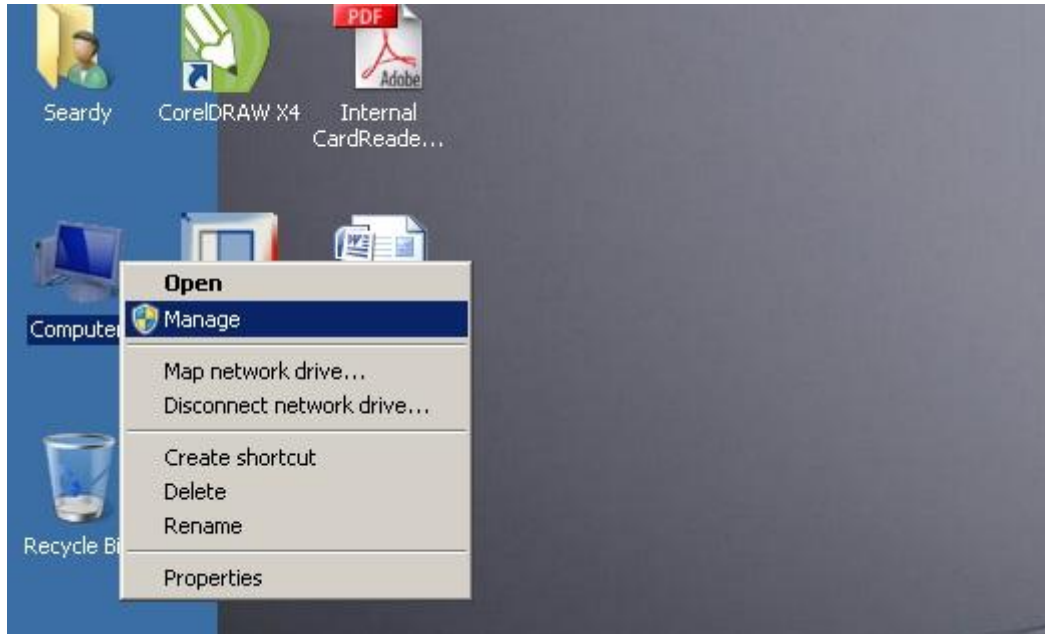 PDF
Adobe
Seardy
CorelDRAW X4
Internal
CardReade...
Computer
Open
Manage
Map network drive...
Disconnect network drive...
Create shortcut
Delete
Rename
Recycle Bi
Properties